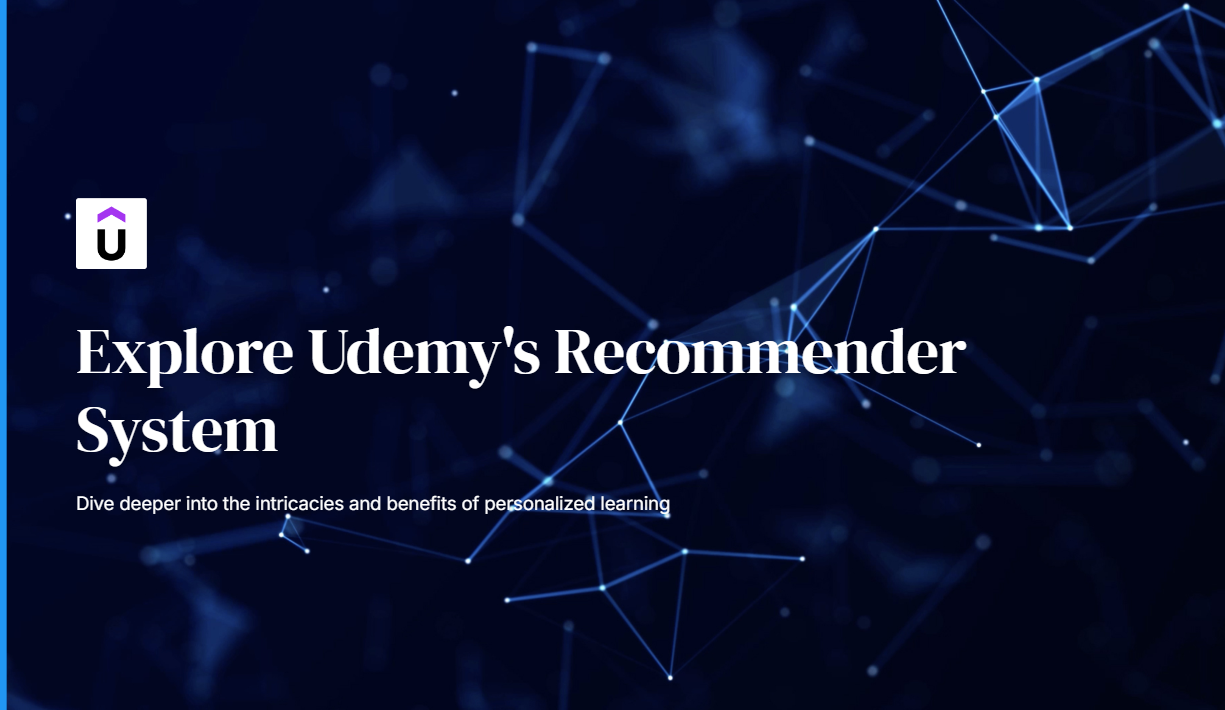 Explore Udemy's Recommender
System
Dive deeper into the intricacies and benefits of personalized learning